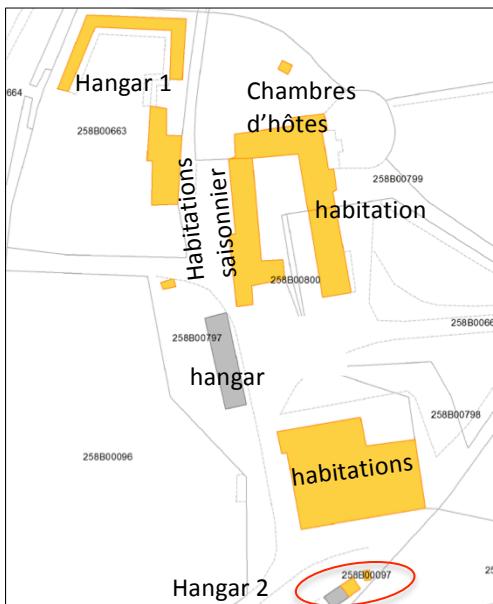 664
Hangar 1
258B00663
Chambres
d'hôtes
258B00799
Habitations
saisonnier
habitation
258B00800
258B0066
258B00797
hangar
258B00798
258B00096
habitations
258B00097
25
Hangar 2